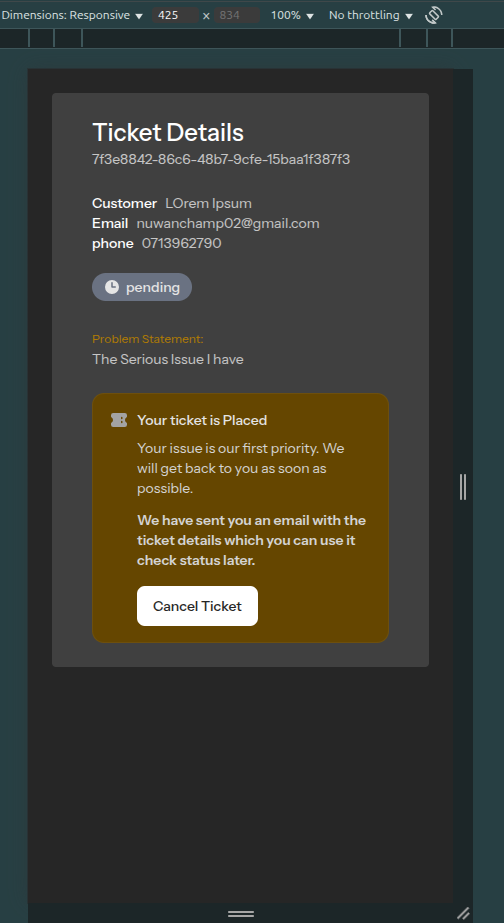 Dimensions: Responsive 425 x 834 100% No throttling
Ticket Details
7f3e8842-86c6-48b7-9cfe-15baa1f387f3
Customer LOrem Ipsum
Email nuwanchamp02@gmail.com
phone 0713962790
pending
Problem Statement:
The Serious Issue I have
Your ticket is Placed
Your issue is our first priority. We
will get back to you as soon as
possible.
We have sent you an email with the
ticket details which you can use it
check status later.
Cancel Ticket